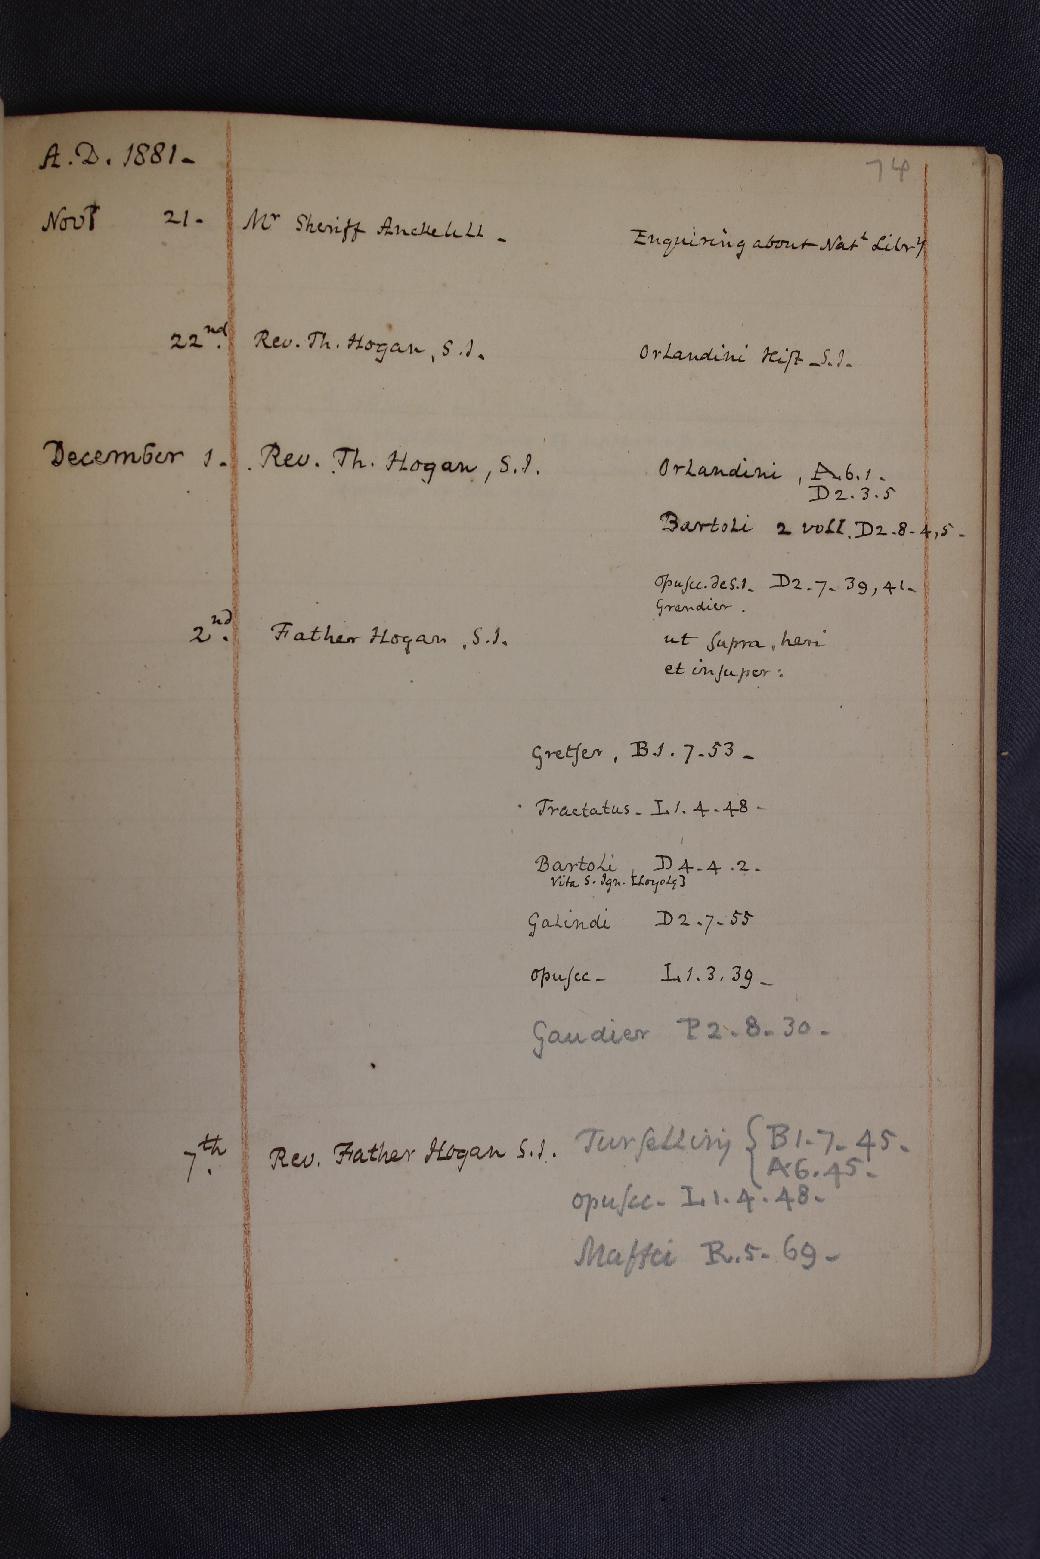 A.D. 1881-
74
Novr 21- Mr Sheriff Anckekill - Enquiring about Natl Libry
22nd. Rev. Th. Hogan, S.J. Orlandini Hist - S.J.
December 1. Rev. Th. Hogan, S.J. Orlandini, A.6.1.
D2.3.5
Bartoli 2 voll. D2.8-4,5-
opusc. de S.J. D2.7-39,41-
Grandier.
2nd. Father Hogan, S.J. ut supra, heri
et insuper:
Gretser, B1.7.53-
Tractatus- L1.4.48-
Bartoli D4-4.2-
Vita S. Ign. [Loyolę]
Galindi D2.7.55
opusc- L1.3.39-
Gaudier P2-8-30-
7th. Rev. Father Hogan S.J. Tursellinj { B1-7-45-
A6.45-
opusc- L1.4.48-
Maffei R.5-69-